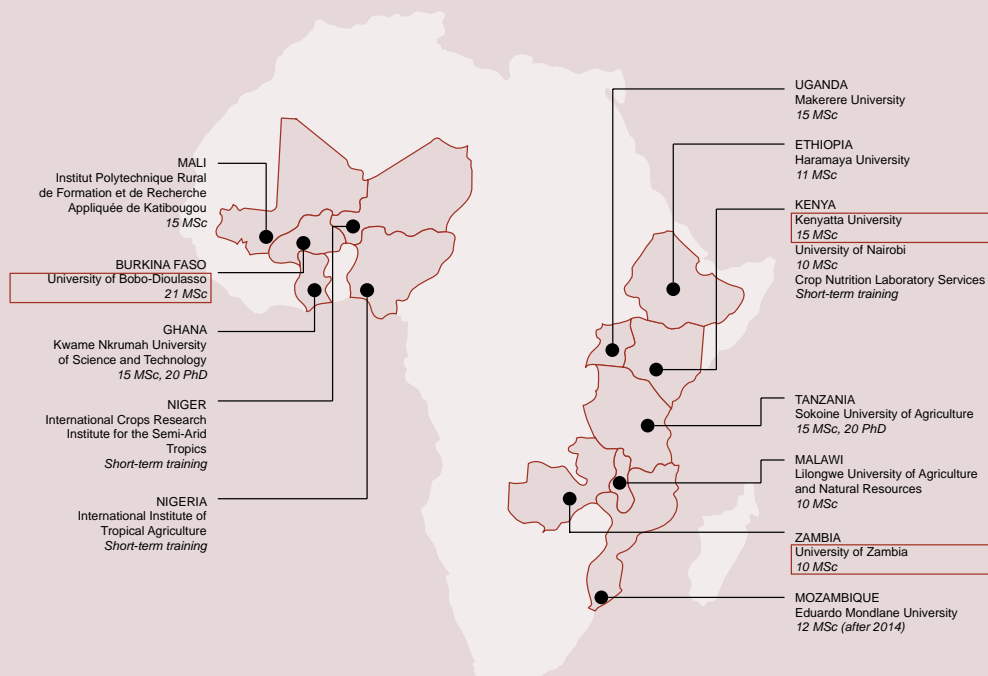 MALI
Institut Polytechnique Rural
de Formation et de Recherche
Appliquée de Katibougou
15 MSc
BURKINA FASO
University of Bobo-Dioulasso
21 MSc
GHANA
Kwame Nkrumah University
of Science and Technology
15 MSc, 20 PhD
NIGER
International Crops Research
Institute for the Semi-Arid
Tropics
Short-term training
NIGERIA
International Institute of
Tropical Agriculture
Short-term training
UGANDA
Makerere University
15 MSc
ETHIOPIA
Haramaya University
11 MSc
KENYA
Kenyatta University
15 MSc
University of Nairobi
10 MSc
Crop Nutrition Laboratory Services
Short-term training
TANZANIA
Sokoine University of Agriculture
15 MSc, 20 PhD
MALAWI
Lilongwe University of Agriculture
and Natural Resources
10 MSc
ZAMBIA
University of Zambia
10 MSc
MOZAMBIQUE
Eduardo Mondlane University
12 MSc (after 2014)